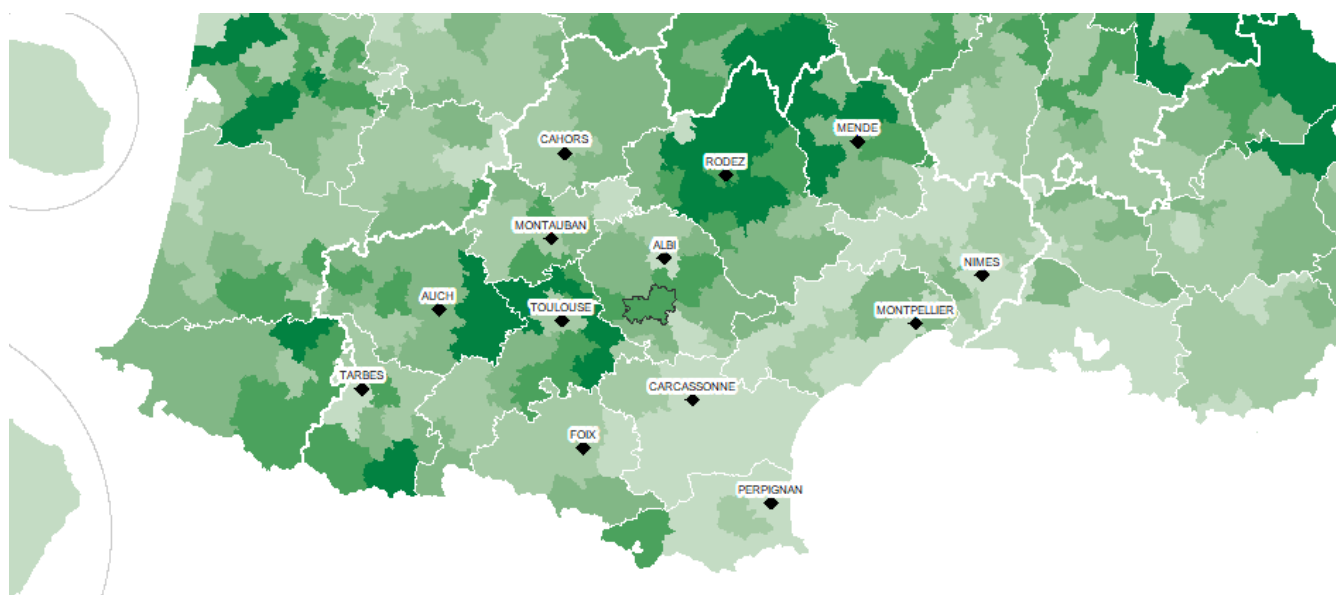 MENDE
CAHORS
RODEZ
MONTAUBAN
ALBI
NIMES
AUCH
TOULOUSE
MONTPELLIER
TARBES
CARCASSONNE
FOIX
PERPIGNAN